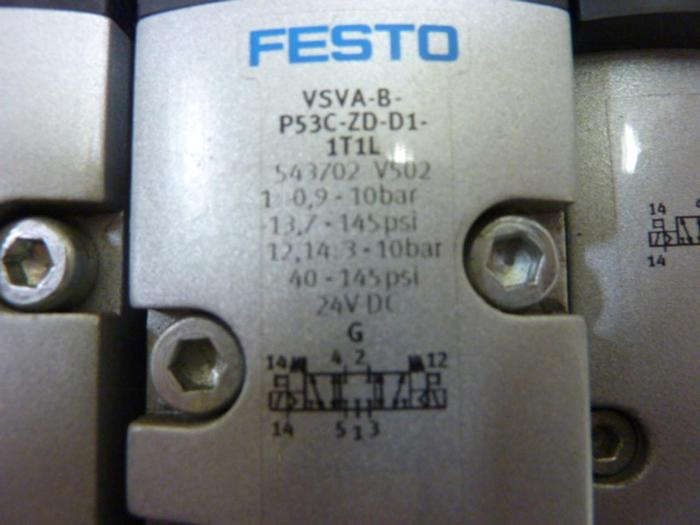 FESTO
VSVA-B-
P53C-ZD-D1-
1T1L
543702 V502
1 0,9 - 10bar
13,7 - 145psi
12,14: 3 - 10bar
40 - 145psi
24V DC
G
14 4 2 12
14 5 1 3
14 4
14